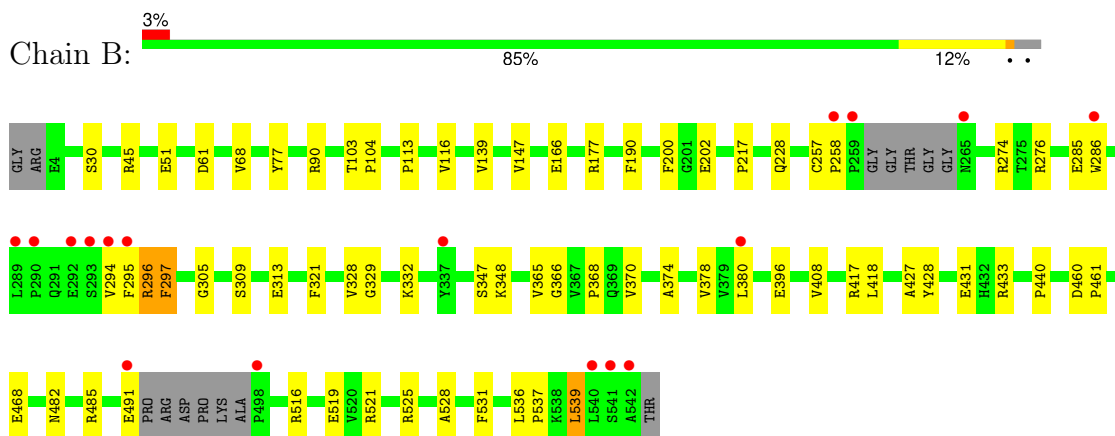 3%
Chain B:
85% 12% • •
GLY ARG E4 S30 R45 E51 D61 V68 Y77 R90 T103 P104 P113 V116 V139 V147 E166 R177 F190 F200 G201 E202 P217 Q228 C257 P258 P259 GLY GLY THR GLY GLY N265 R274 T275 R276 E285 W286
L289 P290 Q291 E292 S293 V294 F295 R296 F297 G305 S309 E313 F321 V328 G329 K332 Y337 S347 K348 V365 G366 V367 P368 Q369 V370 A374 V378 V379 L380 E396 V408 R417 L418 A427 Y428 E431 H432 R433 P440 D460 P461
E468 N482 R485 E491 PRO ARG ASP PRO LYS ALA P498 R516 E519 V520 R521 R525 A528 F531 L536 P537 K538 L539 L540 S541 A542 THR